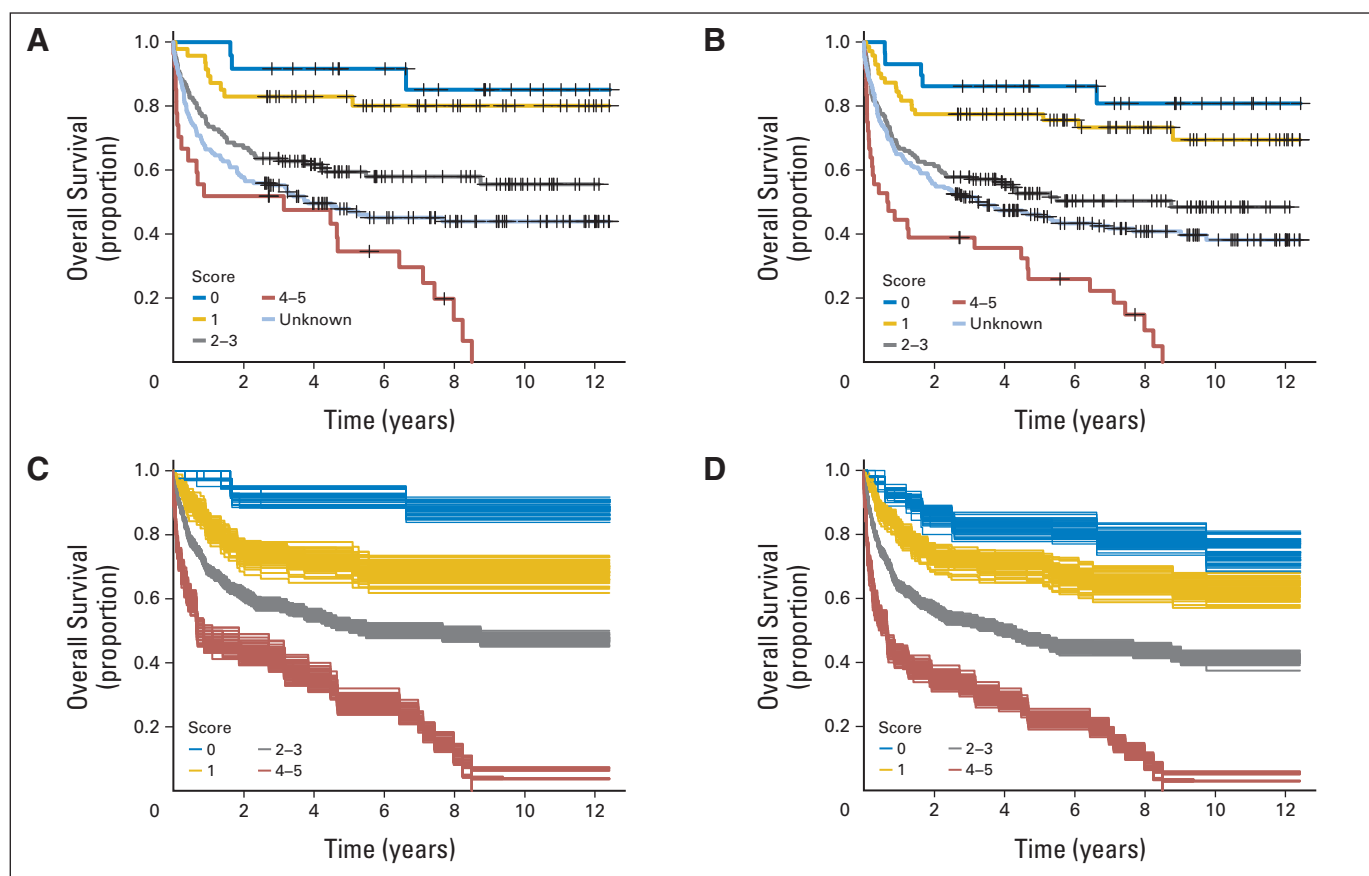 A
1.0
0.8
0.6
0.4
0.2
0
2
4
6
8
10
12
Overall Survival
(proportion)
Time (years)
Score
0
1
2–3
4–5
Unknown
B
1.0
0.8
0.6
0.4
0.2
0
2
4
6
8
10
12
Overall Survival
(proportion)
Time (years)
Score
0
1
2–3
4–5
Unknown
C
1.0
0.8
0.6
0.4
0.2
0
2
4
6
8
10
12
Overall Survival
(proportion)
Time (years)
Score
0
1
2–3
4–5
D
1.0
0.8
0.6
0.4
0.2
0
2
4
6
8
10
12
Overall Survival
(proportion)
Time (years)
Score
0
1
2–3
4–5